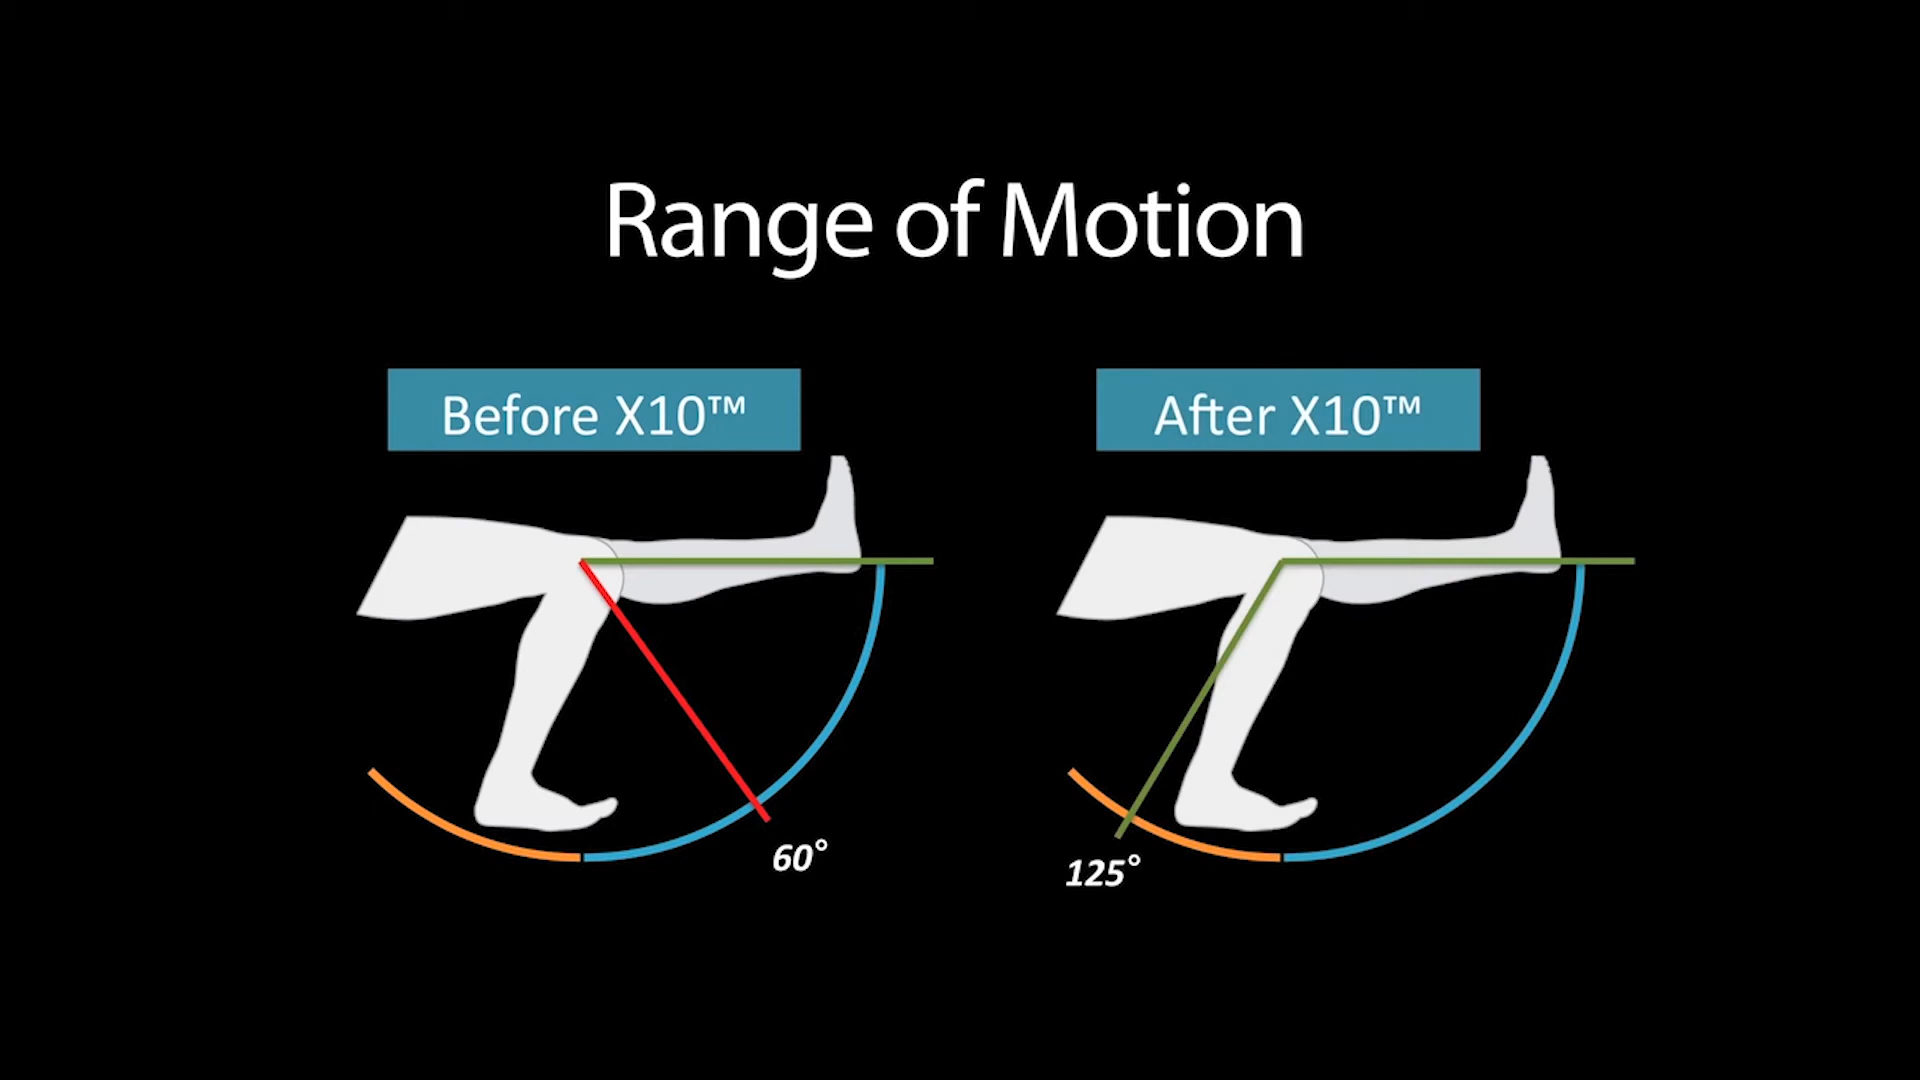 Range of Motion
Before X10™
After X10™
60°
125°